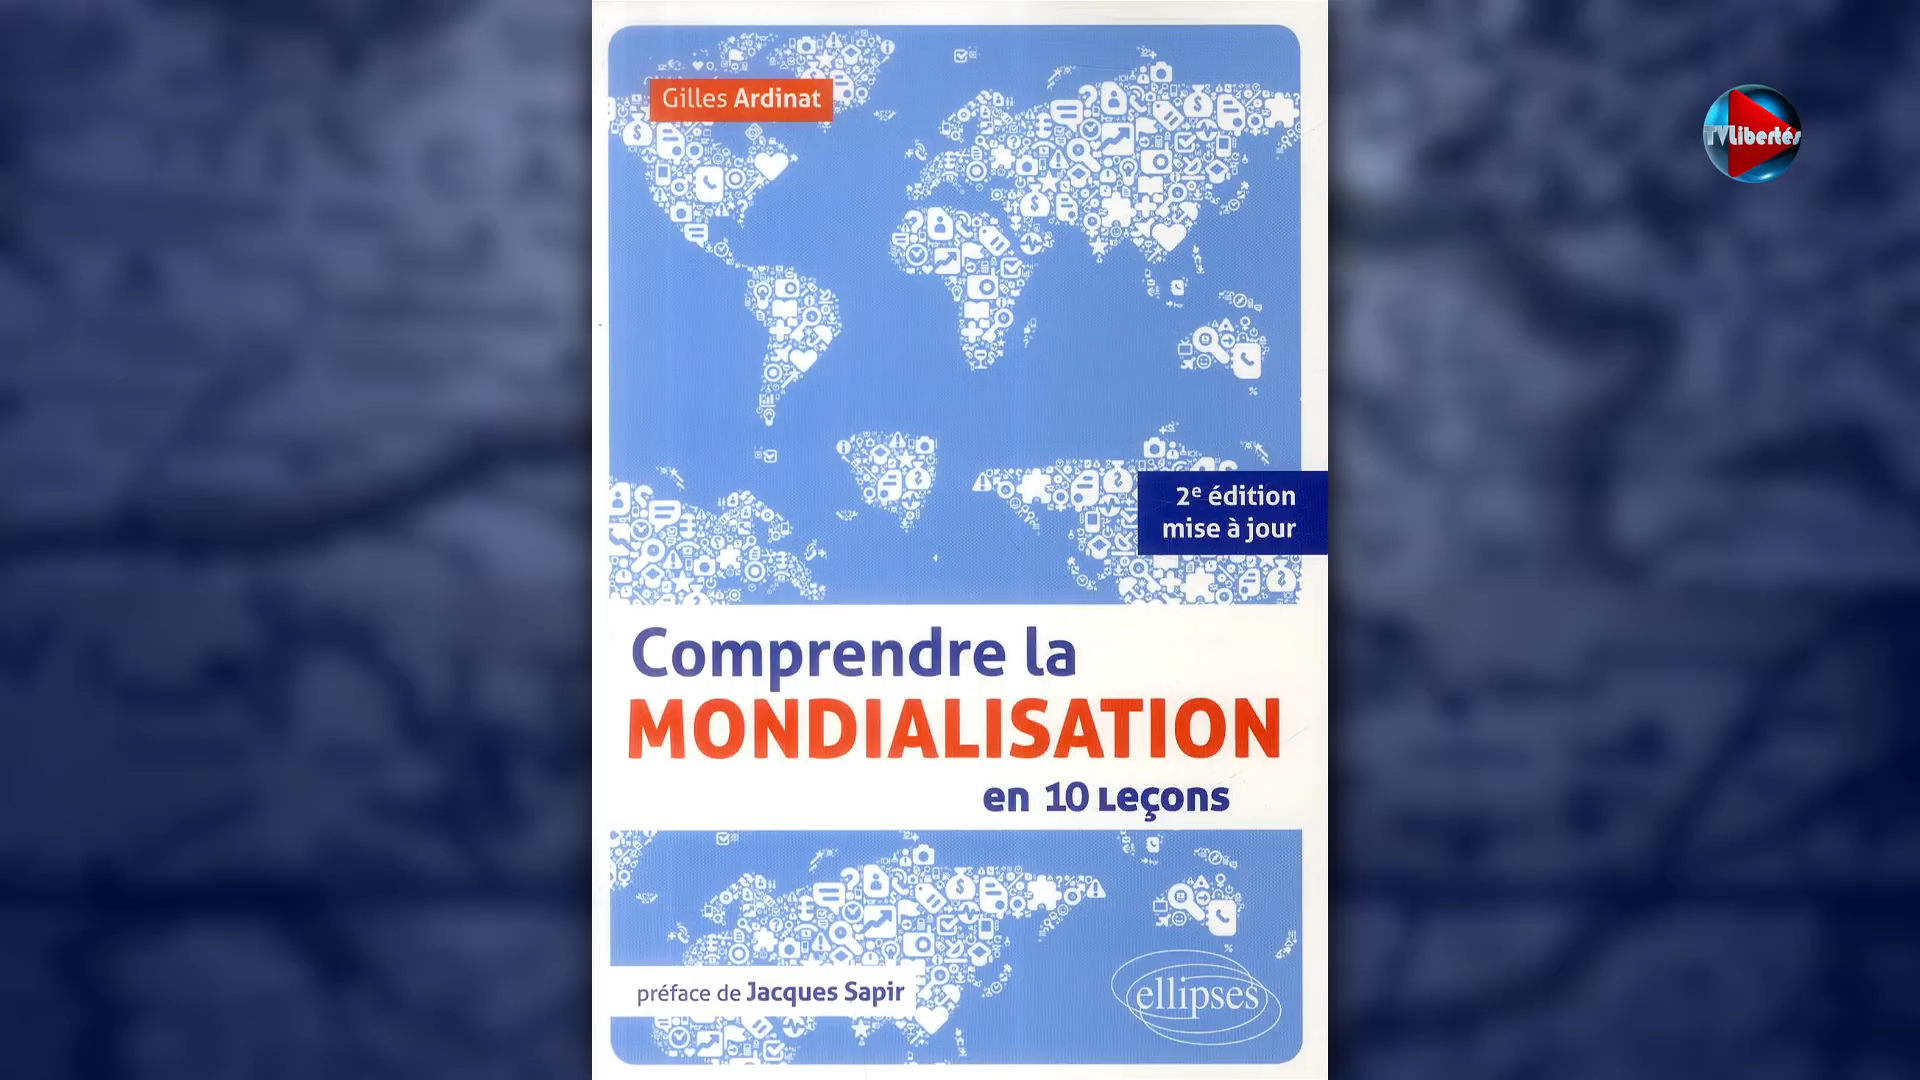 Gilles Ardinat
TVLibertés
2e édition
mise à jour
Comprendre la
MONDIALISATION
en 10 Leçons
préface de Jacques Sapir
ellipses